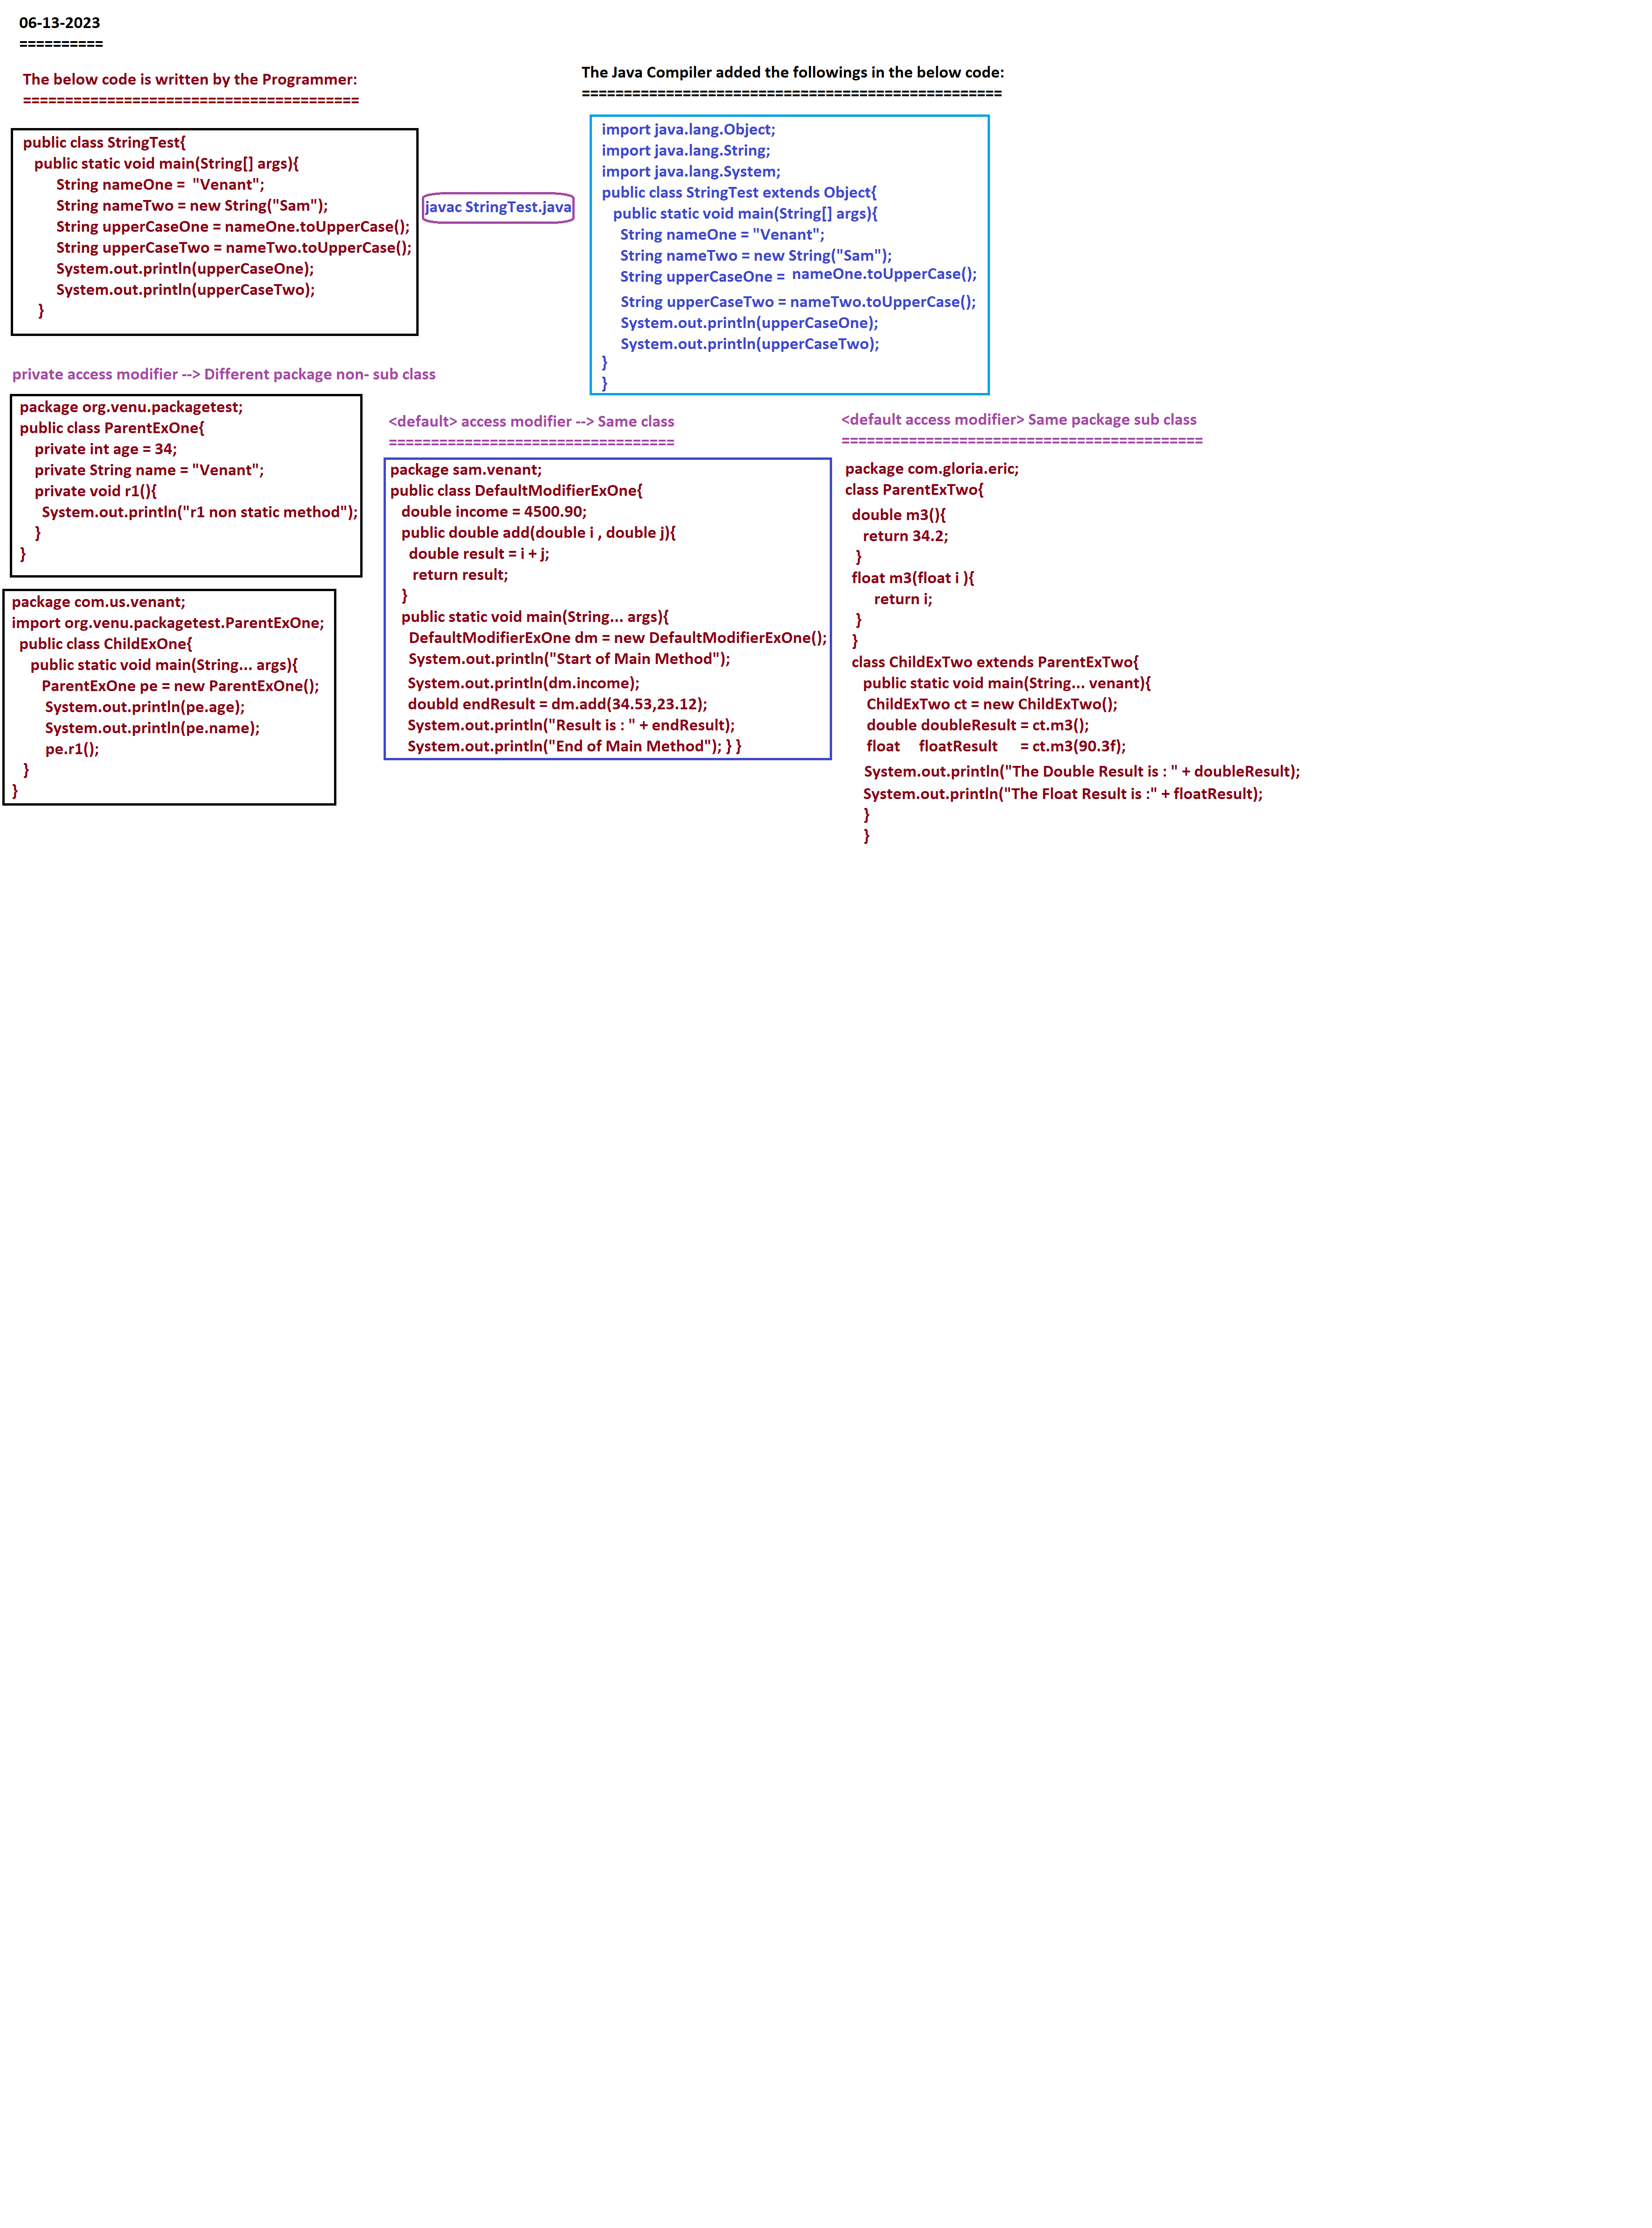 06-13-2023
==========
The below code is written by the Programmer:
========================================
public class StringTest{
public static void main(String[] args){
String nameOne = "Venant";
String nameTwo = new String("Sam");
String upperCaseOne = nameOne.toUpperCase();
String upperCaseTwo = nameTwo.toUpperCase();
System.out.println(upperCaseOne);
System.out.println(upperCaseTwo);
}
javac StringTest.java
The Java Compiler added the followings in the below code:
==================================================
import java.lang.Object;
import java.lang.String;
import java.lang.System;
public class StringTest extends Object{
public static void main(String[] args){
String nameOne = "Venant";
String nameTwo = new String("Sam");
String upperCaseOne = nameOne.toUpperCase();
String upperCaseTwo = nameTwo.toUpperCase();
System.out.println(upperCaseOne);
System.out.println(upperCaseTwo);
}
}
private access modifier --> Different package non- sub class
package org.venu.packagetest;
public class ParentExOne{
private int age = 34;
private String name = "Venant";
private void r1(){
System.out.println("r1 non static method");
}
}
package com.us.venant;
import org.venu.packagetest.ParentExOne;
public class ChildExOne{
public static void main(String... args){
ParentExOne pe = new ParentExOne();
System.out.println(pe.age);
System.out.println(pe.name);
pe.r1();
}
}
<default> access modifier --> Same class
==================================
package sam.venant;
public class DefaultModifierExOne{
double income = 4500.90;
public double add(double i , double j){
double result = i + j;
return result;
}
public static void main(String... args){
DefaultModifierExOne dm = new DefaultModifierExOne();
System.out.println("Start of Main Method");
System.out.println(dm.income);
doubld endResult = dm.add(34.53,23.12);
System.out.println("Result is : " + endResult);
System.out.println("End of Main Method"); } }
<default access modifier> Same package sub class
===========================================
package com.gloria.eric;
class ParentExTwo{
double m3(){
return 34.2;
}
float m3(float i ){
return i;
}
}
class ChildExTwo extends ParentExTwo{
public static void main(String... venant){
ChildExTwo ct = new ChildExTwo();
double doubleResult = ct.m3();
float floatResult = ct.m3(90.3f);
System.out.println("The Double Result is : " + doubleResult);
System.out.println("The Float Result is :" + floatResult);
}
}